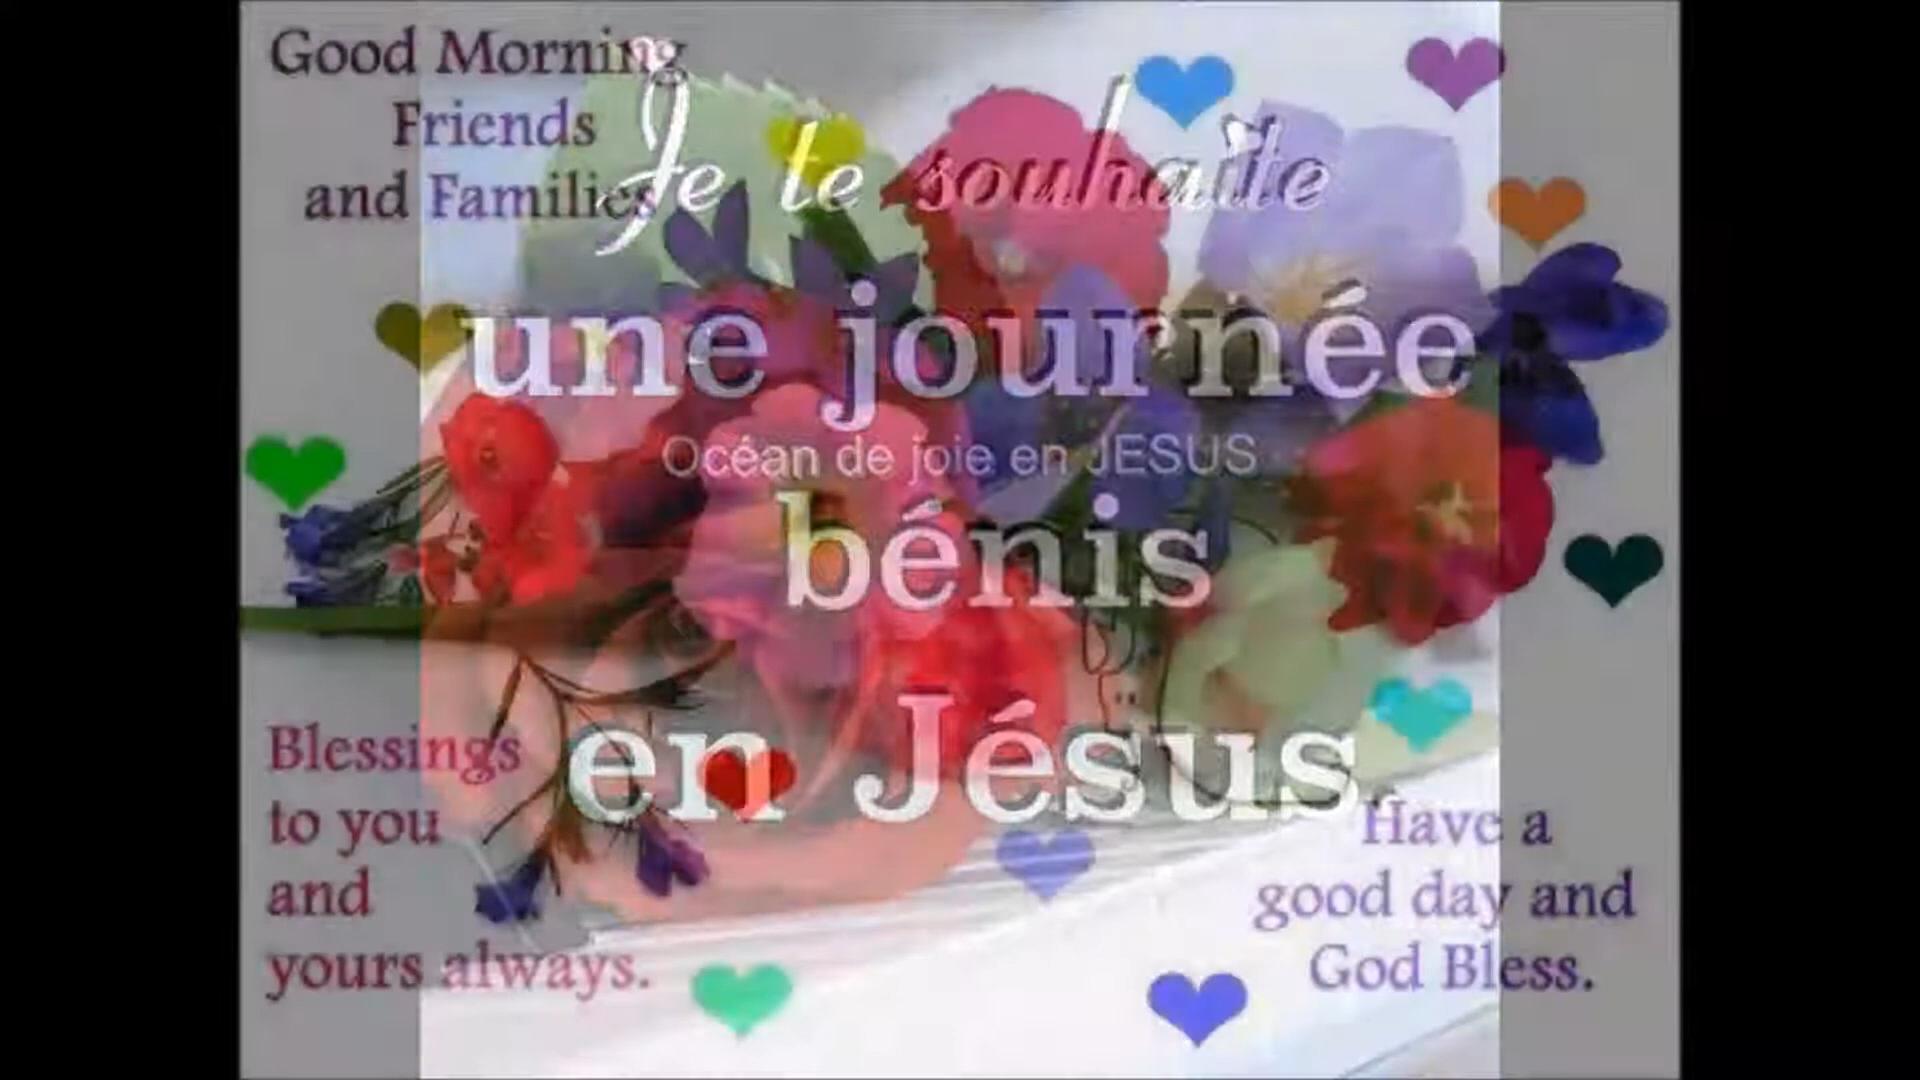 Good Morning
Friends
and Families
Je te souhaite
une journée
Océan de joie en JESUS
bénis
en Jésus
Blessings
to you
and
yours always.
Have a
good day and
God Bless.